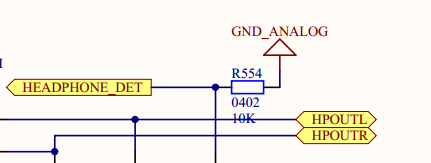 GND_ANALOG
R554
HEADPHONE_DET
0402
10K
HPOUTL
HPOUTR